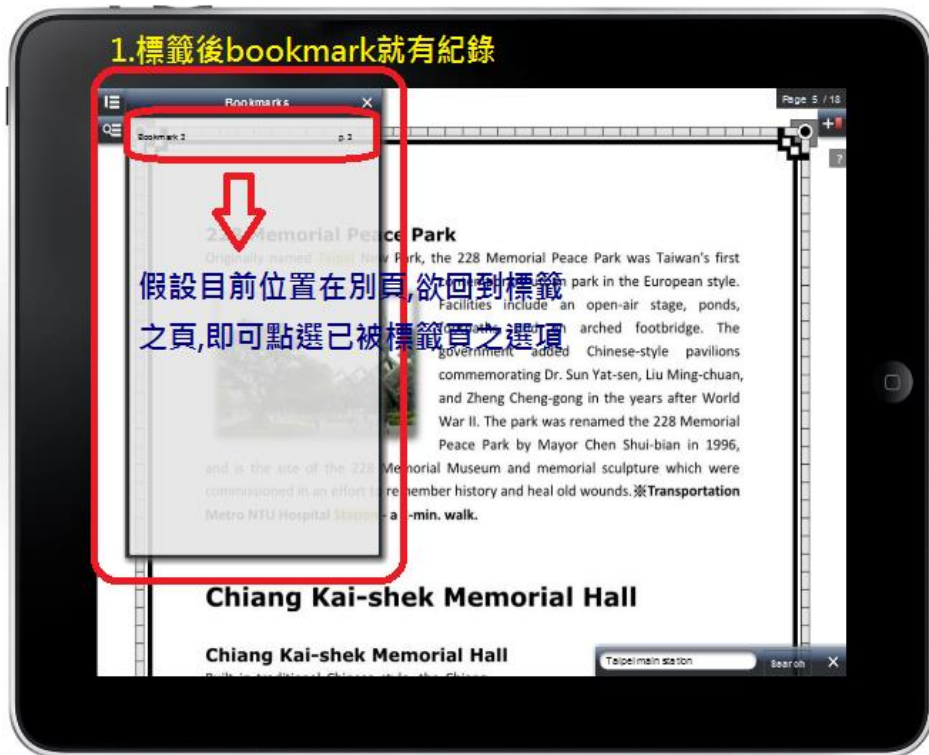 1.標籤後bookmark就有紀錄
Bookmarks ×
Page 5 / 18
Bookmark 2 p.2
?
228 Memorial Peace Park
Originally named Taipei New Park, the 228 Memorial Peace Park was Taiwan's first
park in the European style.
假設目前位置在別頁,欲回到標籤
Facilities include an open-air stage, ponds,
arched footbridge. The
之頁,即可點選已被標籤頁之選項
government added Chinese-style pavilions
commemorating Dr. Sun Yat-sen, Liu Ming-chuan,
and Zheng Cheng-gong in the years after World
War II. The park was renamed the 228 Memorial
Peace Park by Mayor Chen Shui-bian in 1996,
and is the site of the 228 Memorial Museum and memorial sculpture which were
commissioned in an effort to remember history and heal old wounds.※Transportation
Metro NTU Hospital Station - a -min. walk.
Chiang Kai-shek Memorial Hall
Chiang Kai-shek Memorial Hall
Taipei main station Search ×
Built in traditional Chinese style, the Chiang